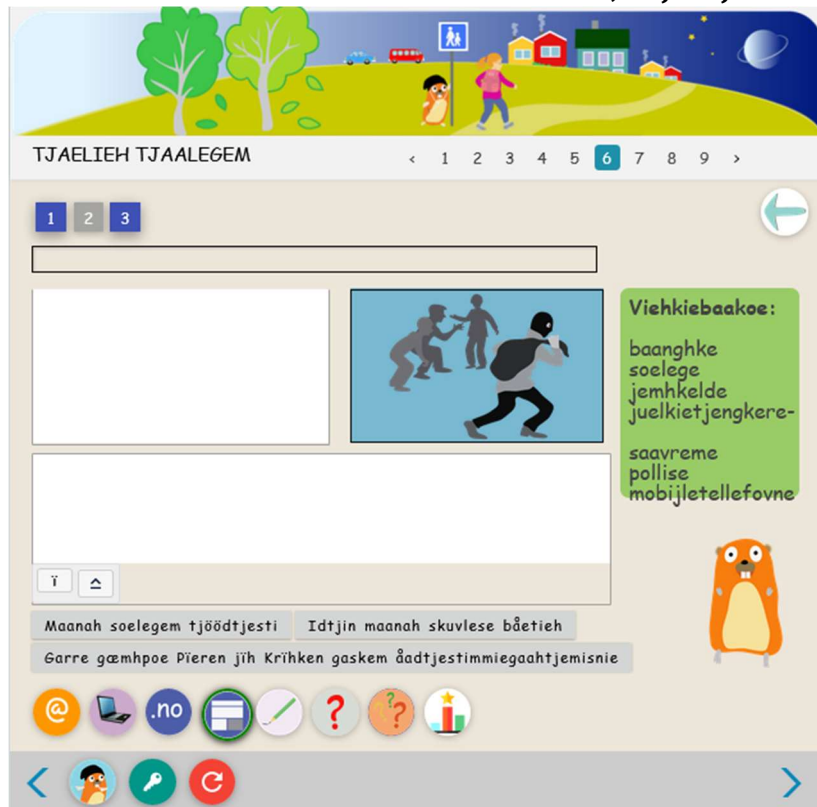 TJAELIEH TJAALEGEM
< 1 2 3 4 5 6 7 8 9 >
1 2 3
Viehkiebaakoe:
baanghke
soelege
jemhkelde
juelkietjengkere-
saavreme
pollise
mobijletellefovne
ï
Maanah soelegem tjöödtjesti Idtjin maanah skuvlese båetieh
Garre gæmhpoe Pïeren jïh Krïhken gaskem åadtjestimmiegaahtjemisnie
@ .no ? ??